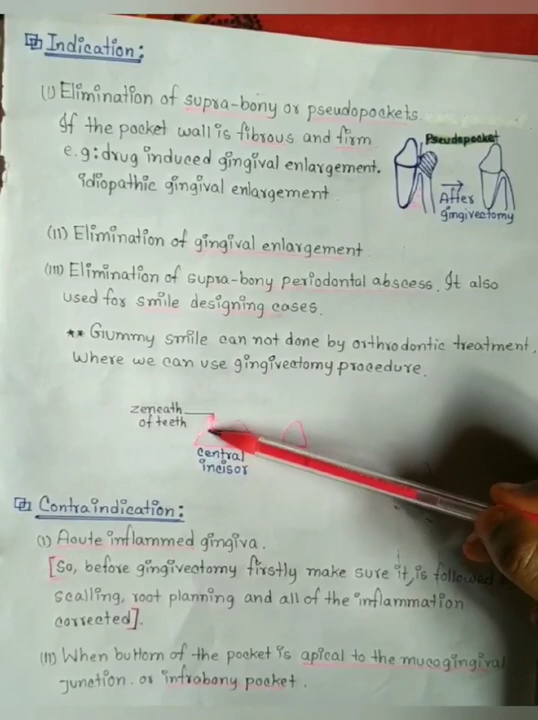 Indication:
(I) Elimination of supra-bony or pseudopockets
If the pocket wall is fibrous and firm
e.g: drug induced gingival enlargement.
idiopathic gingival enlargement
Pseudopocket
After
gingivectomy
(II) Elimination of gingival enlargement
(III) Elimination of supra-bony periodontal abscess. It also
used for smile designing cases.
** Gummy smile can not done by orthrodontic treatment.
Where we can use gingivectomy procedure.
zeneath
of teeth
central
incisor
Contraindication:
(I) Acute inflammed gingiva.
[So, before gingivectomy firstly make sure it, is followed
scalling, root planning and all of the inflammation
corrected].
(II) When buttom of the pocket is apical to the mucogingival
junction. or infrabony pocket.